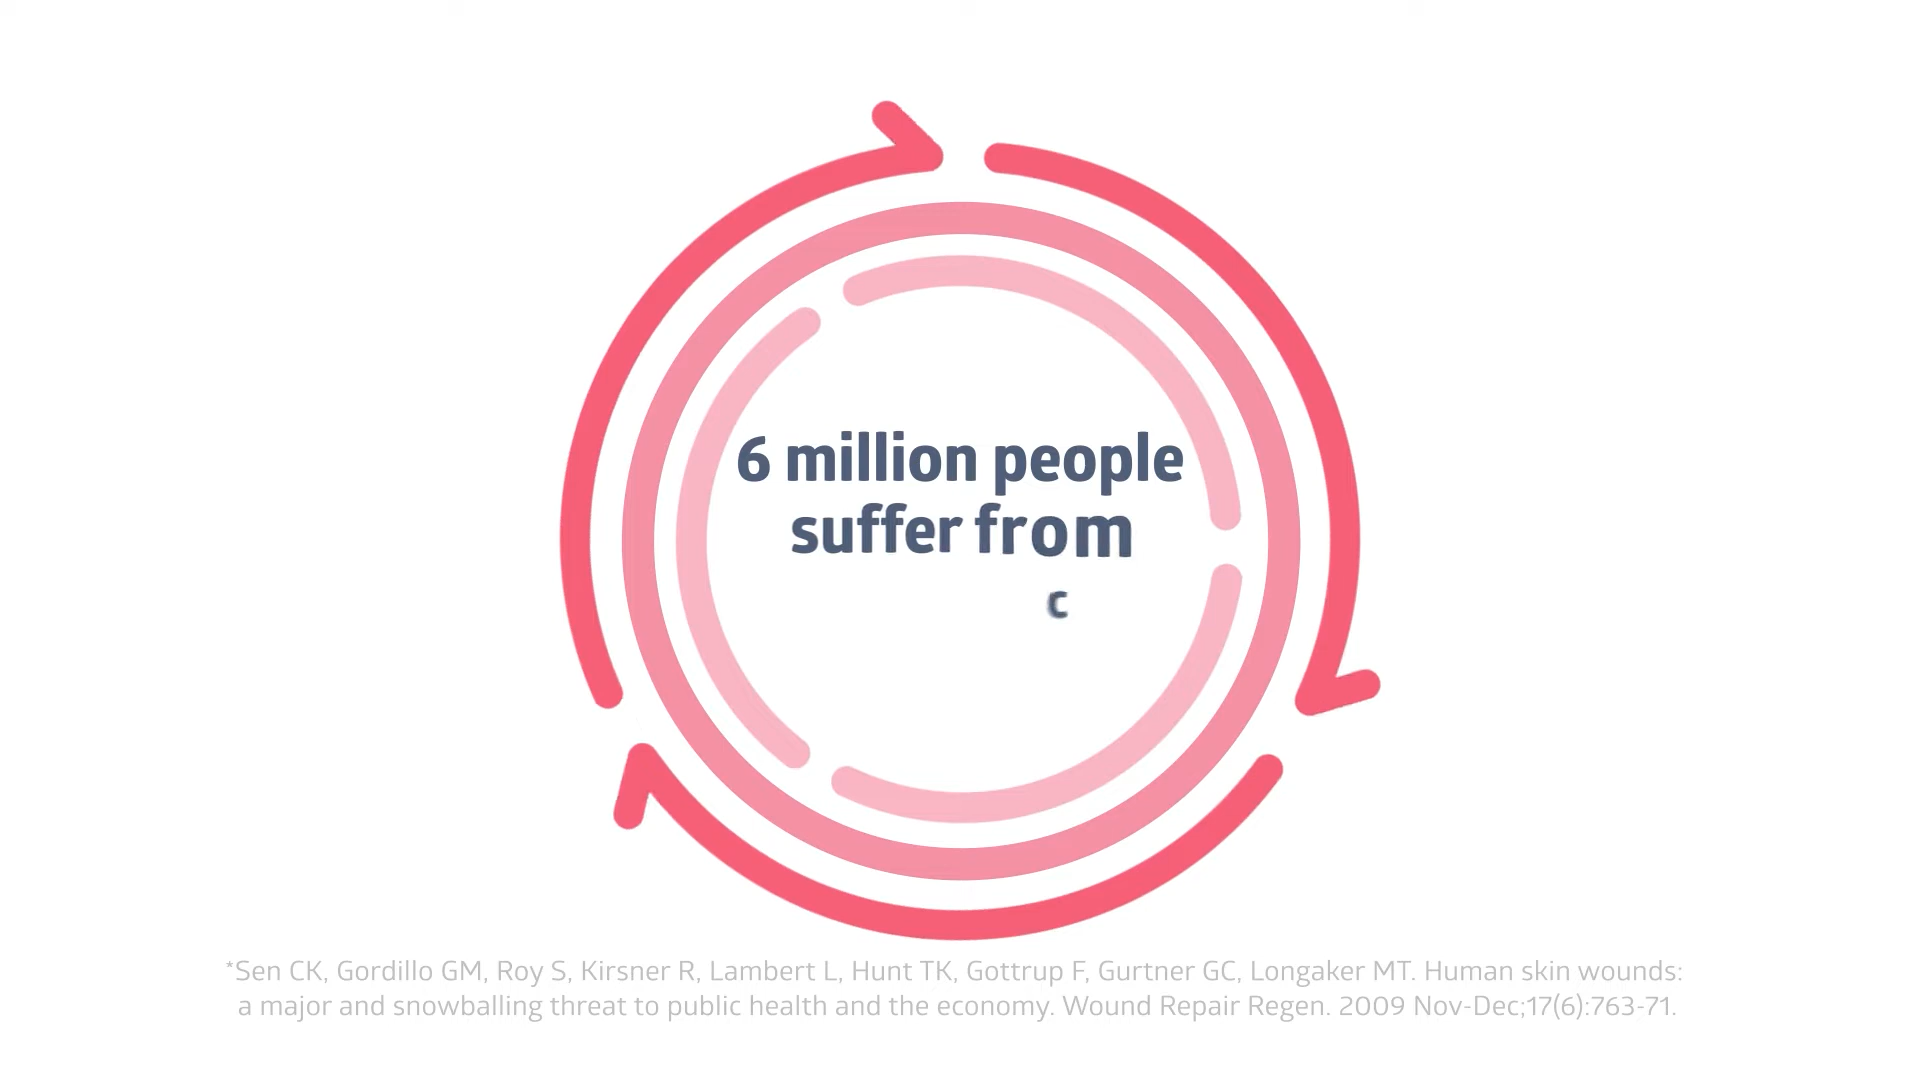 6 million people
suffer from
c
*Sen CK, Gordillo GM, Roy S, Kirsner R, Lambert L, Hunt TK, Gottrup F, Gurtner GC, Longaker MT. Human skin wounds:
a major and snowballing threat to public health and the economy. Wound Repair Regen. 2009 Nov-Dec;17(6):763-71.